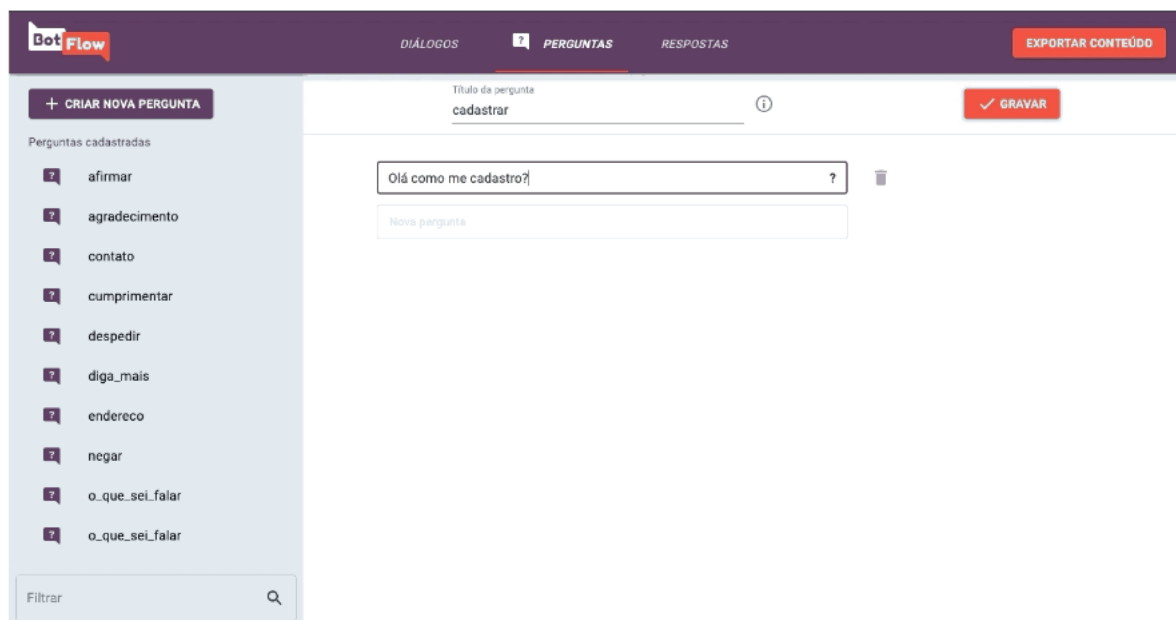 Bot Flow
DIÁLOGOS
? PERGUNTAS
RESPOSTAS
EXPORTAR CONTEÚDO
+ CRIAR NOVA PERGUNTA
Título da pergunta
cadastrar
GRAVAR
Perguntas cadastradas
? afirmar
? agradecimento
? contato
? cumprimentar
? despedir
? diga_mais
? endereco
? negar
? o_que_sei_falar
? o_que_sei_falar
Filtrar
Olá como me cadastro? ?
Nova pergunta